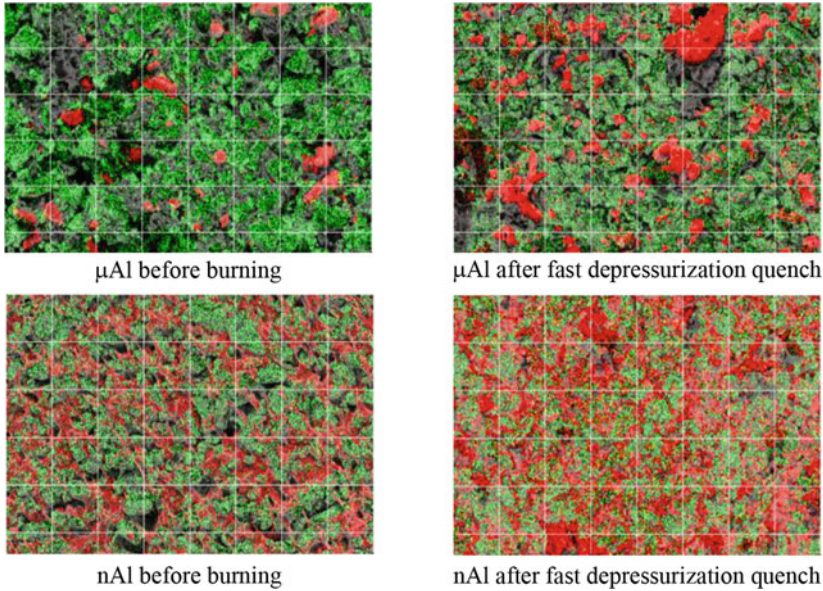 μAl before burning
μAl after fast depressurization quench
nAl before burning
nAl after fast depressurization quench